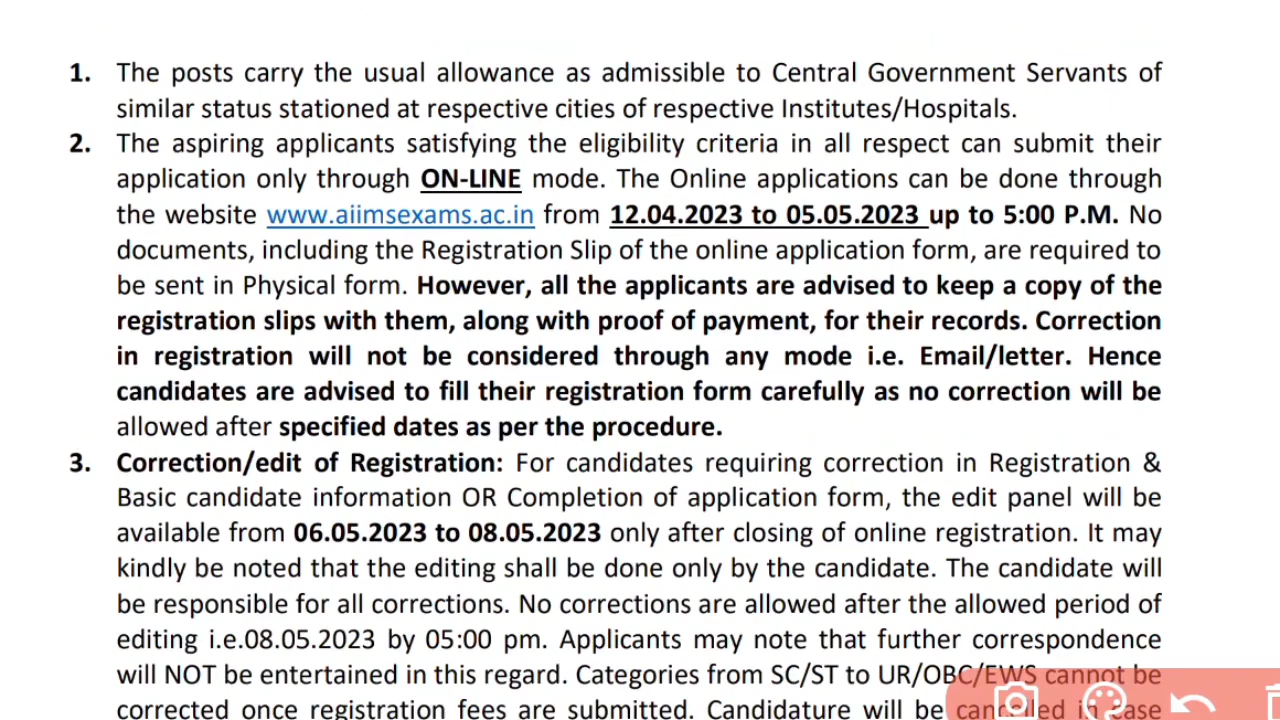 1. The posts carry the usual allowance as admissible to Central Government Servants of
similar status stationed at respective cities of respective Institutes/Hospitals.
2. The aspiring applicants satisfying the eligibility criteria in all respect can submit their
application only through ON-LINE mode. The Online applications can be done through
the website www.aiimsexams.ac.in from 12.04.2023 to 05.05.2023 up to 5:00 P.M. No
documents, including the Registration Slip of the online application form, are required to
be sent in Physical form. However, all the applicants are advised to keep a copy of the
registration slips with them, along with proof of payment, for their records. Correction
in registration will not be considered through any mode i.e. Email/letter. Hence
candidates are advised to fill their registration form carefully as no correction will be
allowed after specified dates as per the procedure.
3. Correction/edit of Registration: For candidates requiring correction in Registration &
Basic candidate information OR Completion of application form, the edit panel will be
available from 06.05.2023 to 08.05.2023 only after closing of online registration. It may
kindly be noted that the editing shall be done only by the candidate. The candidate will
be responsible for all corrections. No corrections are allowed after the allowed period of
editing i.e.08.05.2023 by 05:00 pm. Applicants may note that further correspondence
will NOT be entertained in this regard. Categories from SC/ST to UR/OBC/EWS cannot be
corrected once registration fees are submitted. Candidature will be cancelled in case